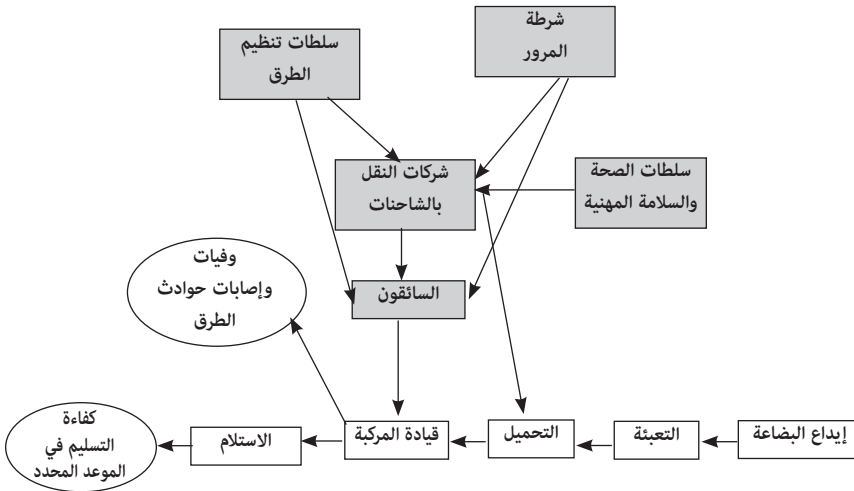 شرطة
المرور
سلطات تنظيم
الطرق
شركات النقل
بالشاحنات
سلطات الصحة
والسلامة المهنية
وفيات
وإصابات حوادث
الطرق
السائقون
إيداع البضاعة
التعبئة
التحميل
قيادة المركبة
الاستلام
كفاءة
التسليم في
الموعد المحدد